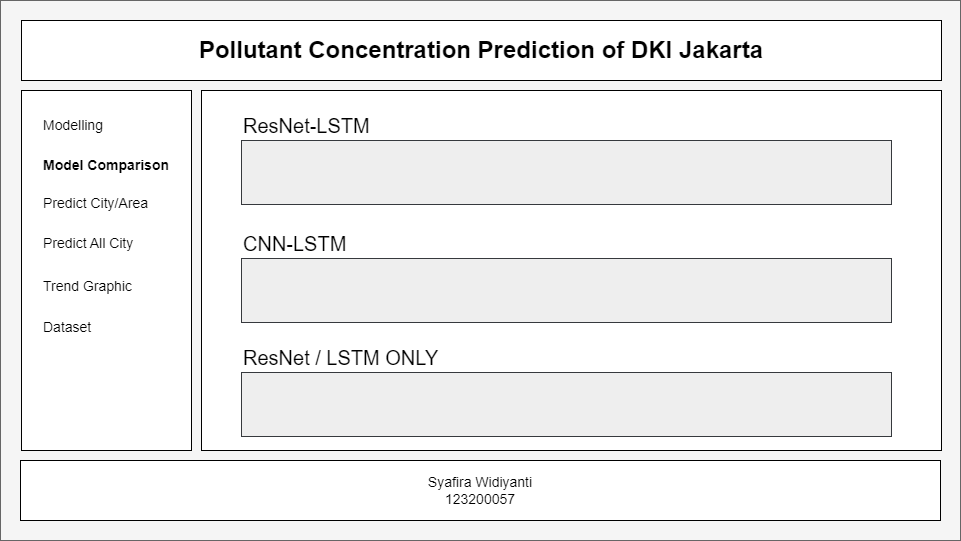 Pollutant Concentration Prediction of DKI Jakarta
Modelling
Model Comparison
Predict City/Area
Predict All City
Trend Graphic
Dataset
ResNet-LSTM
CNN-LSTM
ResNet / LSTM ONLY
Syafira Widiyanti
123200057